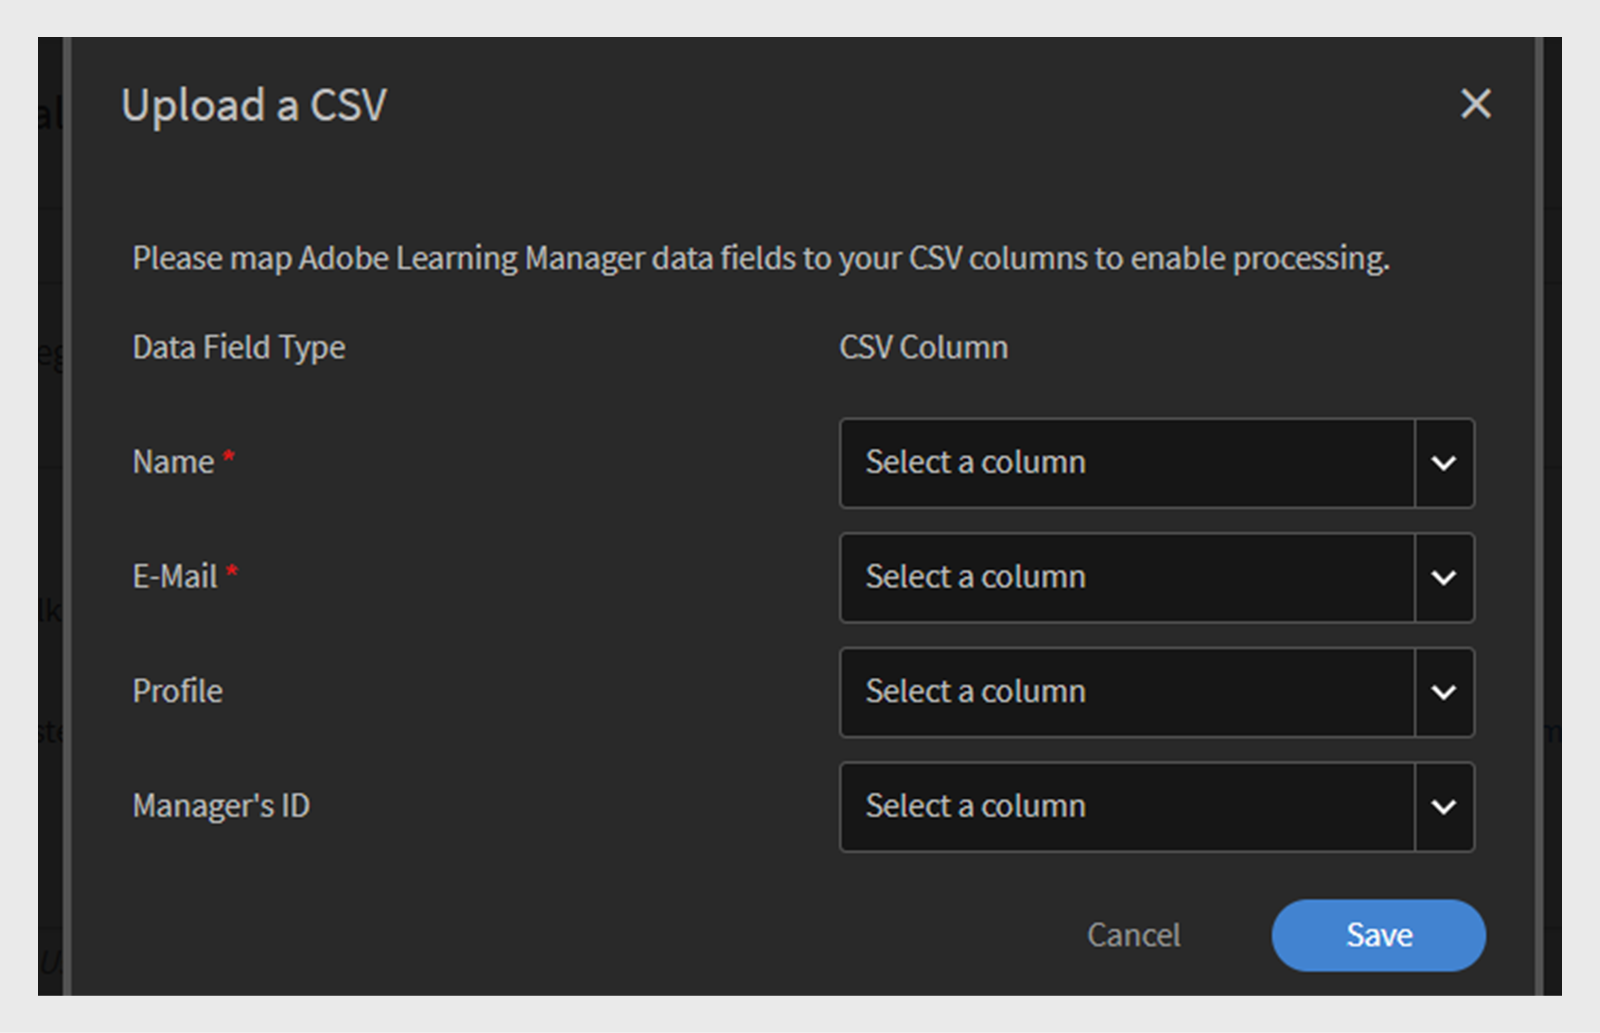 Upload a CSV
Please map Adobe Learning Manager data fields to your CSV columns to enable processing.
Data Field Type CSV Column
Name * Select a column
E-Mail * Select a column
Profile Select a column
Manager's ID Select a column
Cancel Save